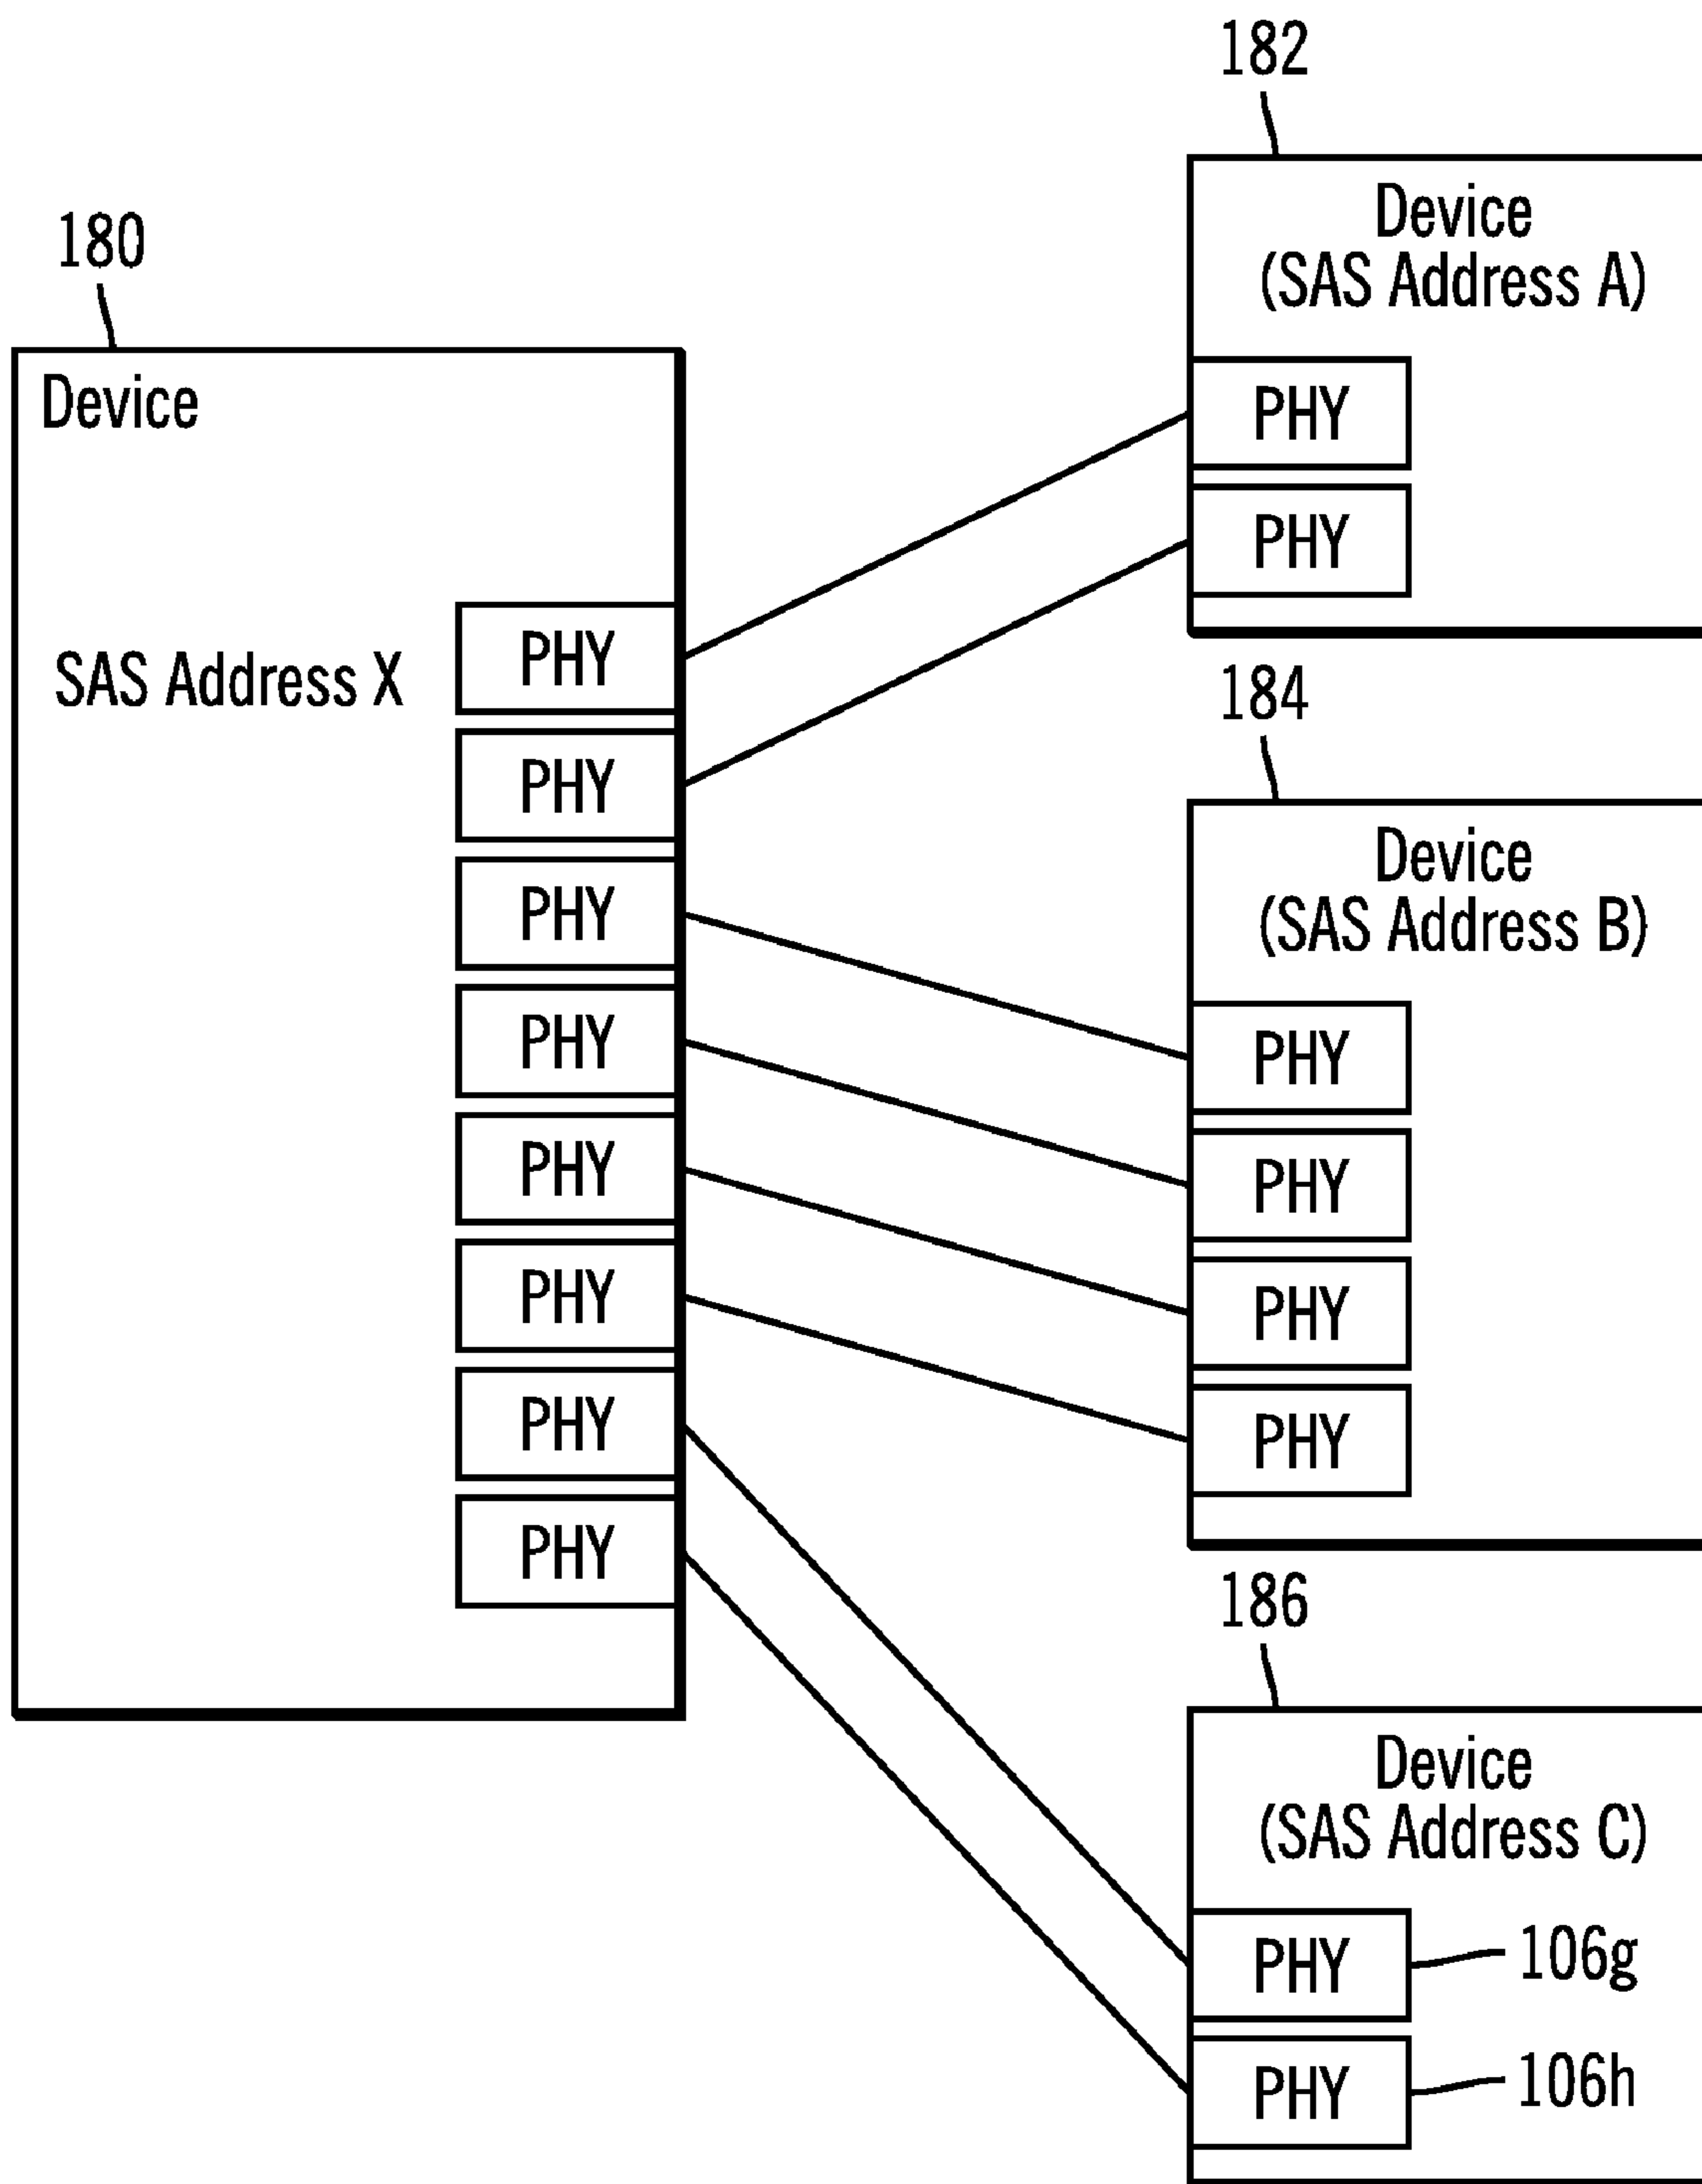 182
Device
(SAS Address A)
PHY
PHY
180
Device
SAS Address X
PHY
PHY
PHY
PHY
PHY
PHY
PHY
PHY
184
Device
(SAS Address B)
PHY
PHY
PHY
PHY
186
Device
(SAS Address C)
PHY 106g
PHY 106h